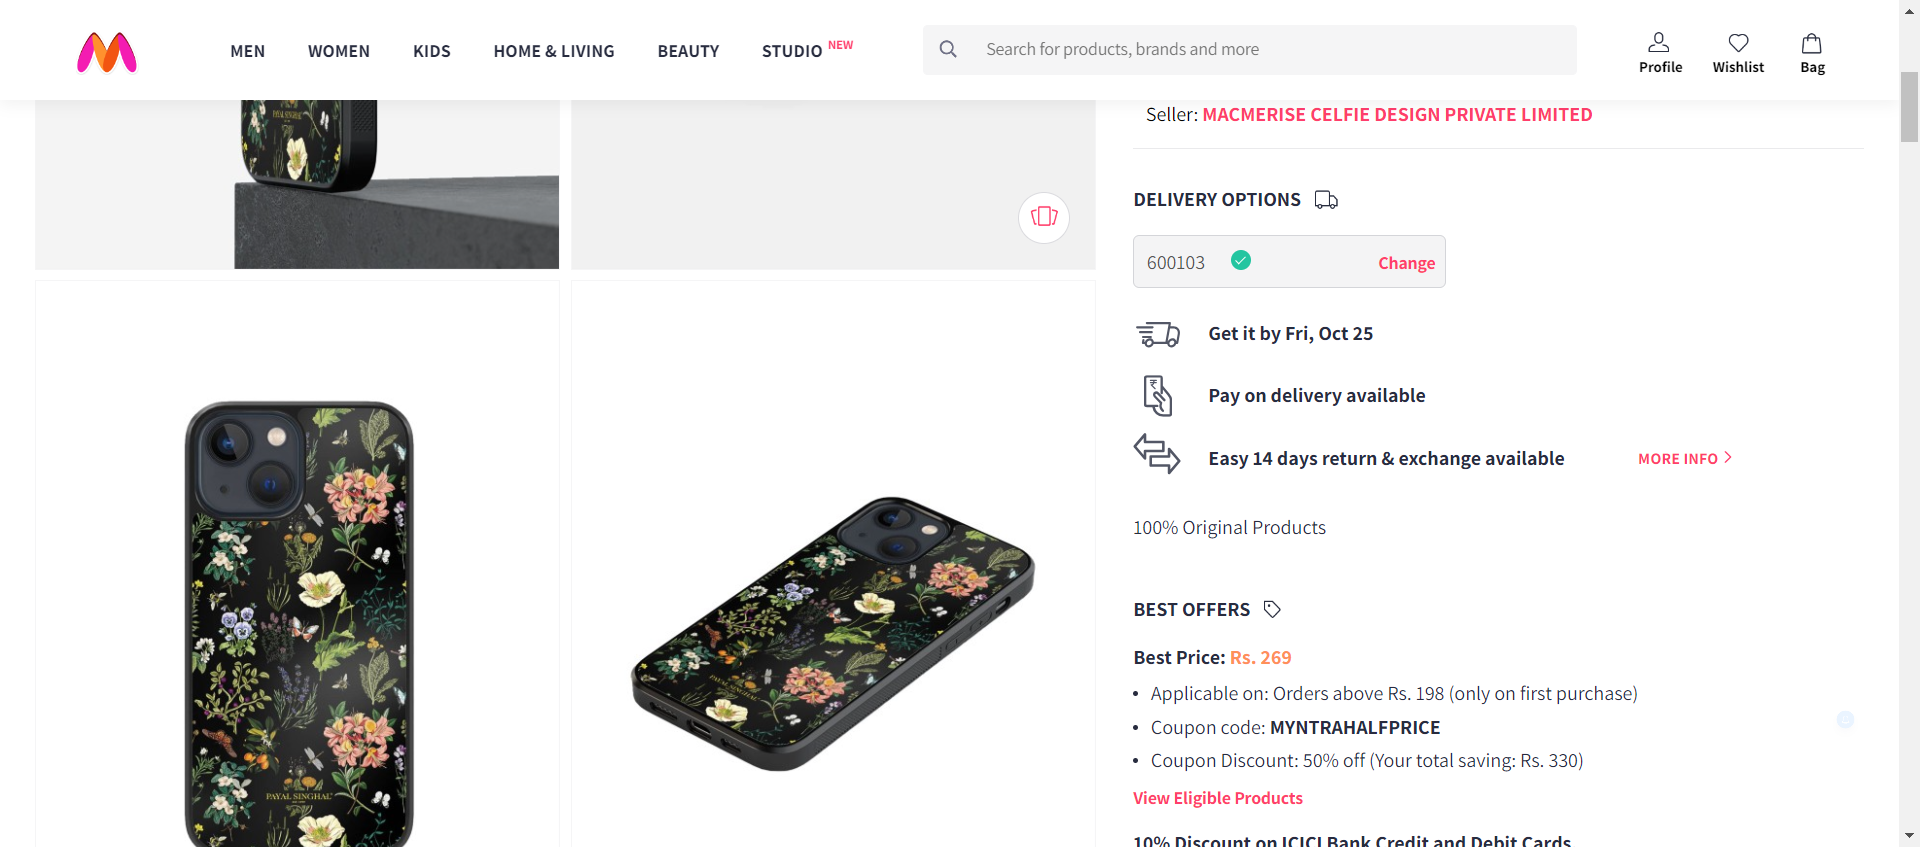 MEN
WOMEN
KIDS
HOME & LIVING
BEAUTY
STUDIO NEW
Search for products, brands and more
Profile
Wishlist
Bag
PAYAL SINGHAL
Seller: MACMERISE CELFIE DESIGN PRIVATE LIMITED
DELIVERY OPTIONS
600103
Change
Get it by Fri, Oct 25
Pay on delivery available
Easy 14 days return & exchange available
MORE INFO
100% Original Products
BEST OFFERS
Best Price: Rs. 269
• Applicable on: Orders above Rs. 198 (only on first purchase)
• Coupon code: MYNTRAHALFPRICE
• Coupon Discount: 50% off (Your total saving: Rs. 330)
View Eligible Products
10% Discount on ICICI Bank Credit and Debit Cards
PAYAL SINGHAL
PAYAL SINGHAL